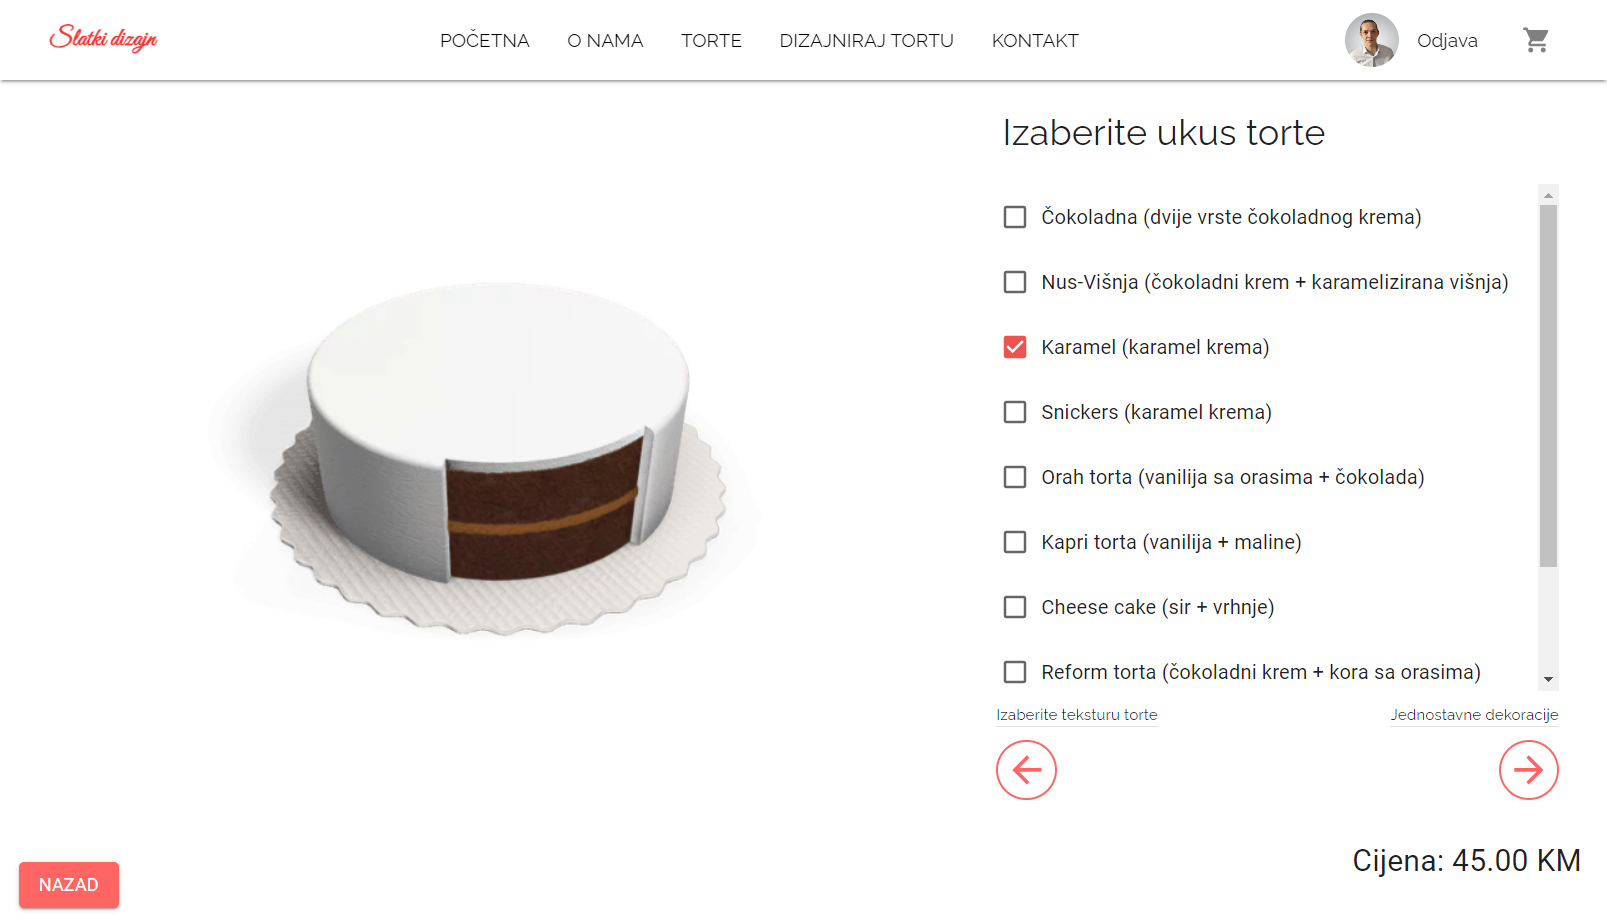 Slatki dizajn
POČETNA
O NAMA
TORTE
DIZAJNIRAJ TORTU
KONTAKT
Odjava
Izaberite ukus torte
Čokoladna (dvije vrste čokoladnog krema)
Nus-Višnja (čokoladni krem + karamelizirana višnja)
Karamel (karamel krema)
Snickers (karamel krema)
Orah torta (vanilija sa orasima + čokolada)
Kapri torta (vanilija + maline)
Cheese cake (sir + vrhnje)
Reform torta (čokoladni krem + kora sa orasima)
Izaberite teksturu torte
Jednostavne dekoracije
Cijena: 45.00 KM
NAZAD